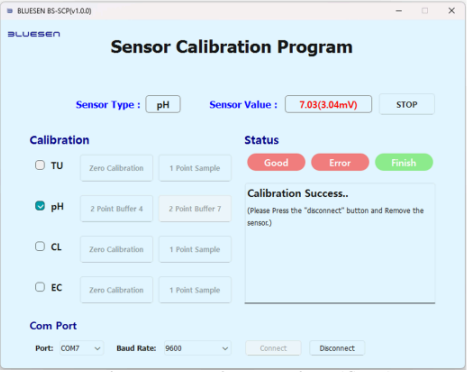 BLUESEN BS-SCP(v1.0.0)
BLUESEN
Sensor Calibration Program
Sensor Type : pH Sensor Value : 7.03(3.04mV) STOP
Calibration
Status
TU Zero Calibration 1 Point Sample
Good Error Finish
pH 2 Point Buffer 4 2 Point Buffer 7
Calibration Success..
(Please Press the "disconnect" button and Remove the
sensor.)
CL Zero Calibration 1 Point Sample
EC Zero Calibration 1 Point Sample
Com Port
Port: COM7 Baud Rate: 9600 Connect Disconnect